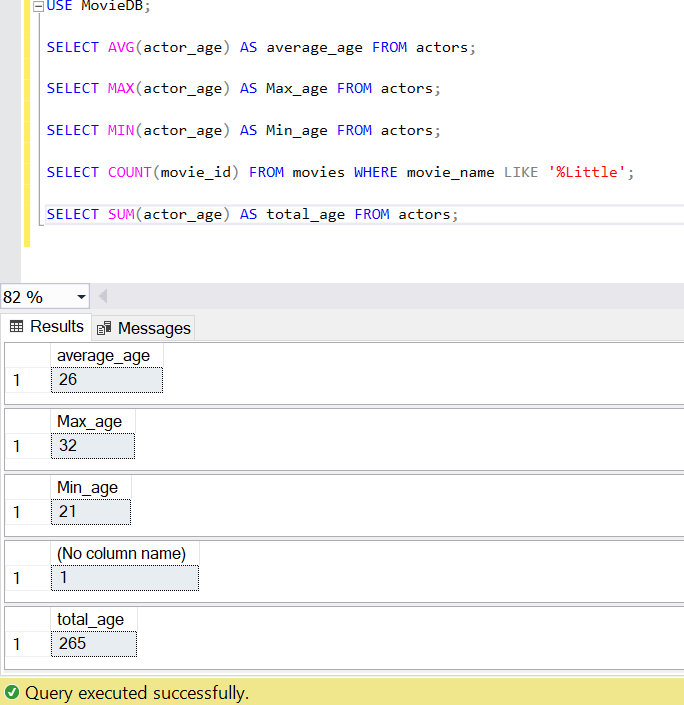 USE MovieDB;
SELECT AVG(actor_age) AS average_age FROM actors;
SELECT MAX(actor_age) AS Max_age FROM actors;
SELECT MIN(actor_age) AS Min_age FROM actors;
SELECT COUNT(movie_id) FROM movies WHERE movie_name LIKE '%Little';
SELECT SUM(actor_age) AS total_age FROM actors;
82 %
Results Messages
average_age
1 26
Max_age
1 32
Min_age
1 21
(No column name)
1 1
total_age
1 265
Query executed successfully.